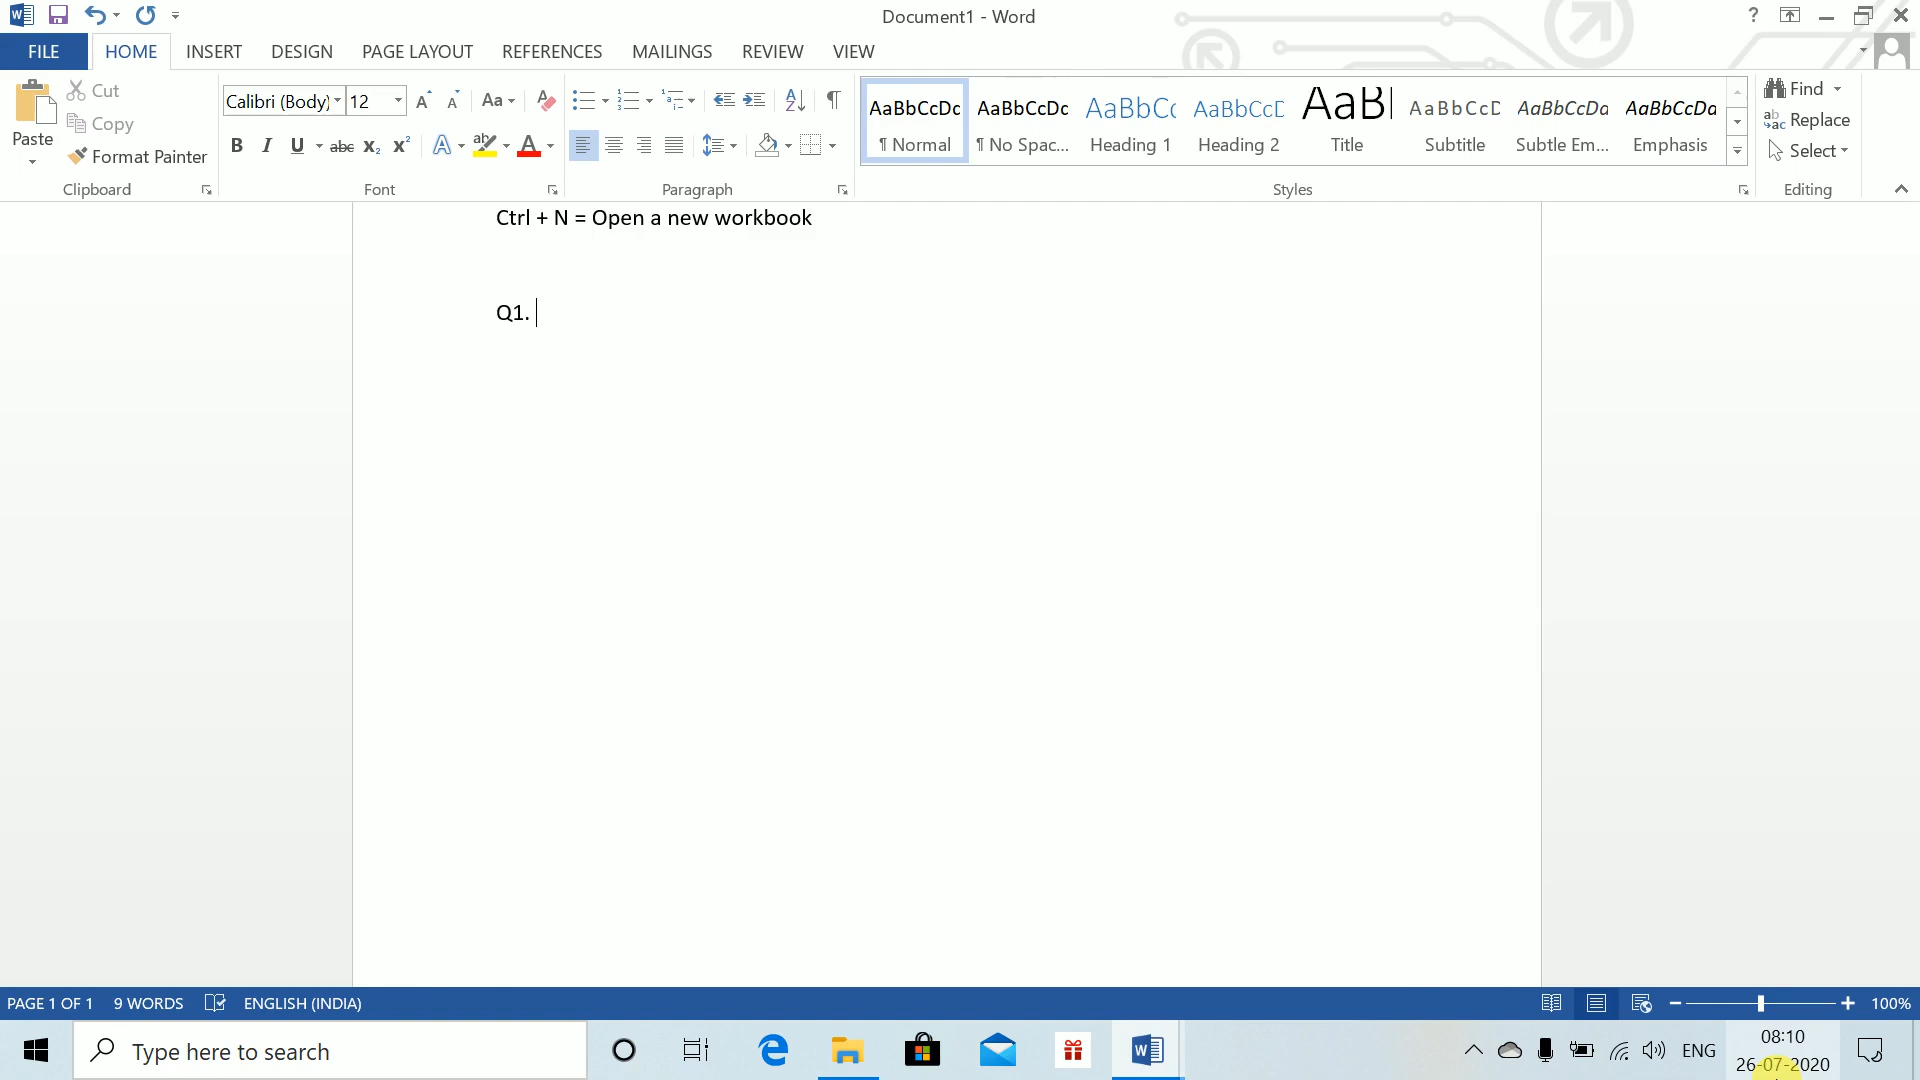 Document1 - Word
?
FILE HOME INSERT DESIGN PAGE LAYOUT REFERENCES MAILINGS REVIEW VIEW
Paste
Cut
Copy
Format Painter
Clipboard
Calibri (Body) 12
Aa
B I U abc x₂ x² A ab A
Font
Paragraph
AaBbCcDc AaBbCcDc AaBbCc AaBbCcD AaBl AaBbCcD AaBbCcDa AaBbCcDa
¶ Normal ¶ No Spac... Heading 1 Heading 2 Title Subtitle Subtle Em... Emphasis
Styles
Find
Replace
Select
Editing
Ctrl + N = Open a new workbook
Q1.
PAGE 1 OF 1 9 WORDS ENGLISH (INDIA) 100%
Type here to search
ENG
08:10
26-07-2020